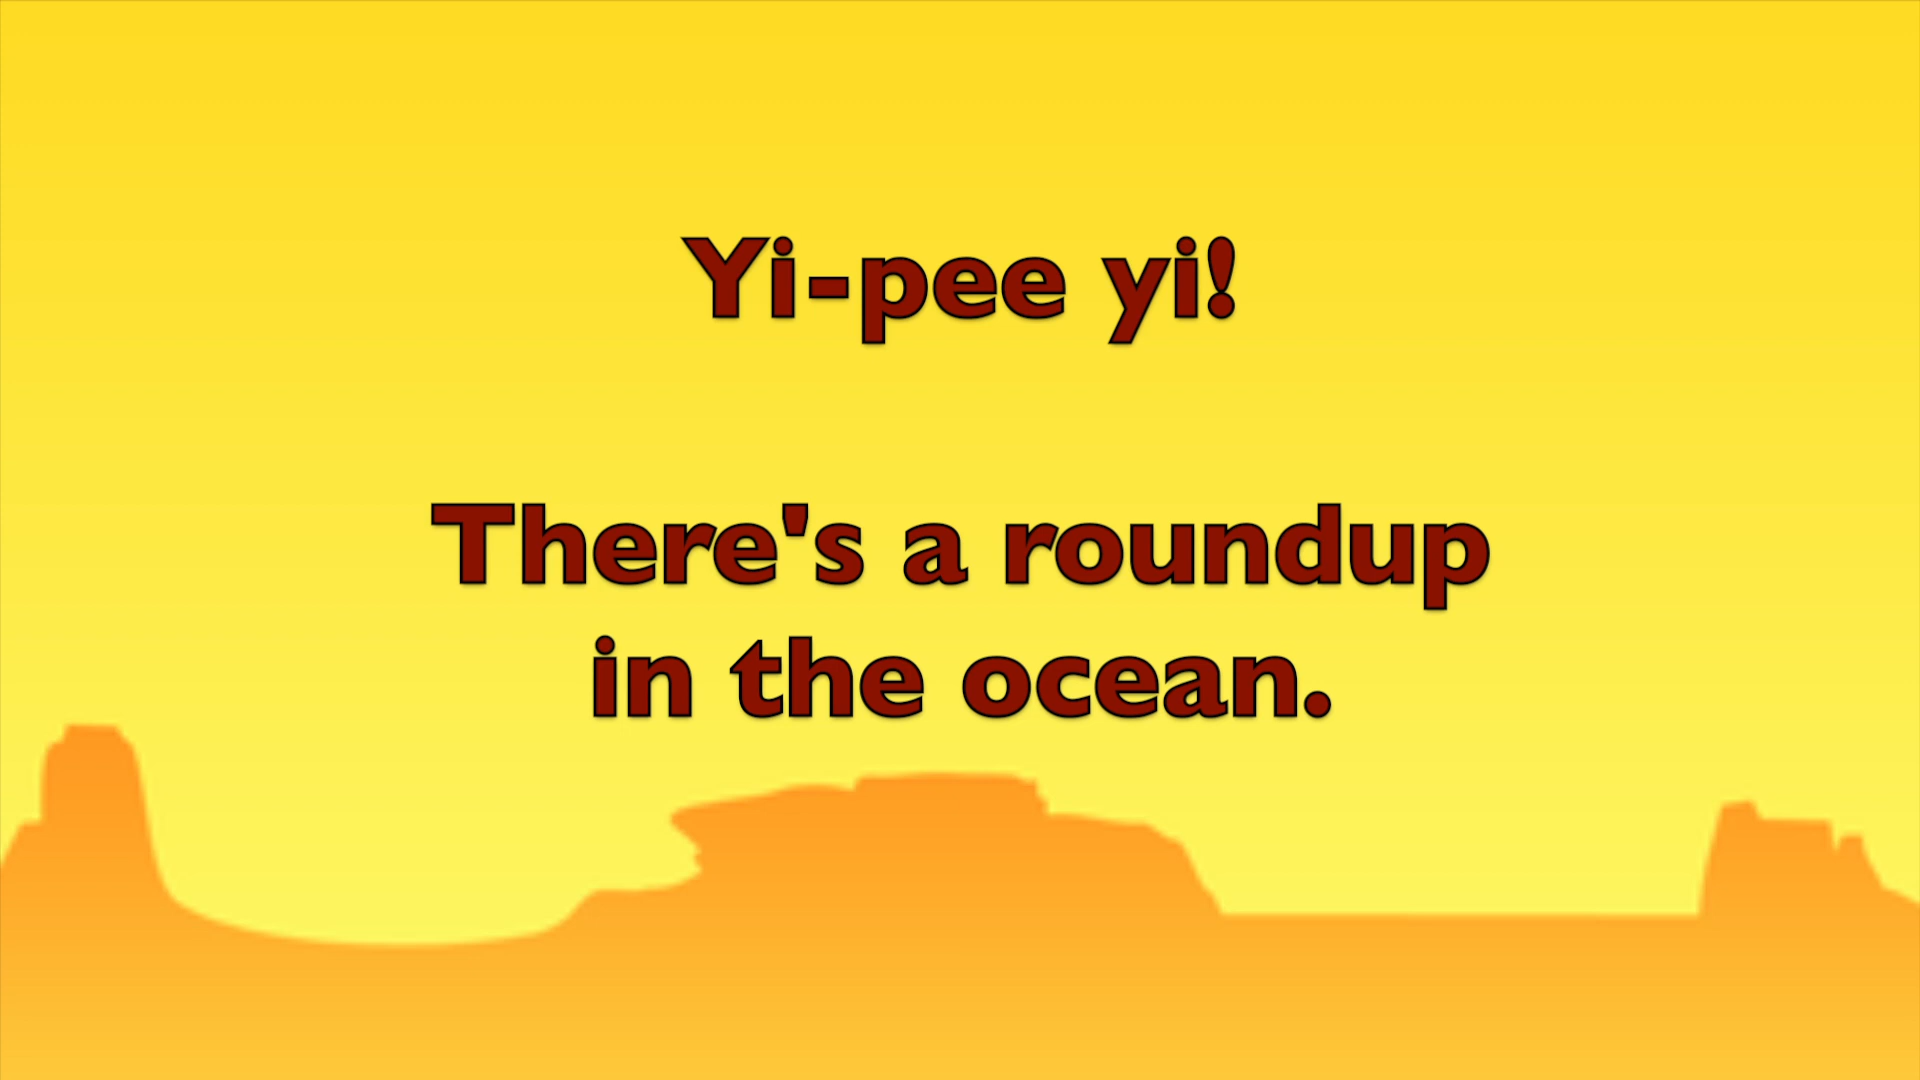 Yi-pee yi!
There's a roundup
in the ocean.